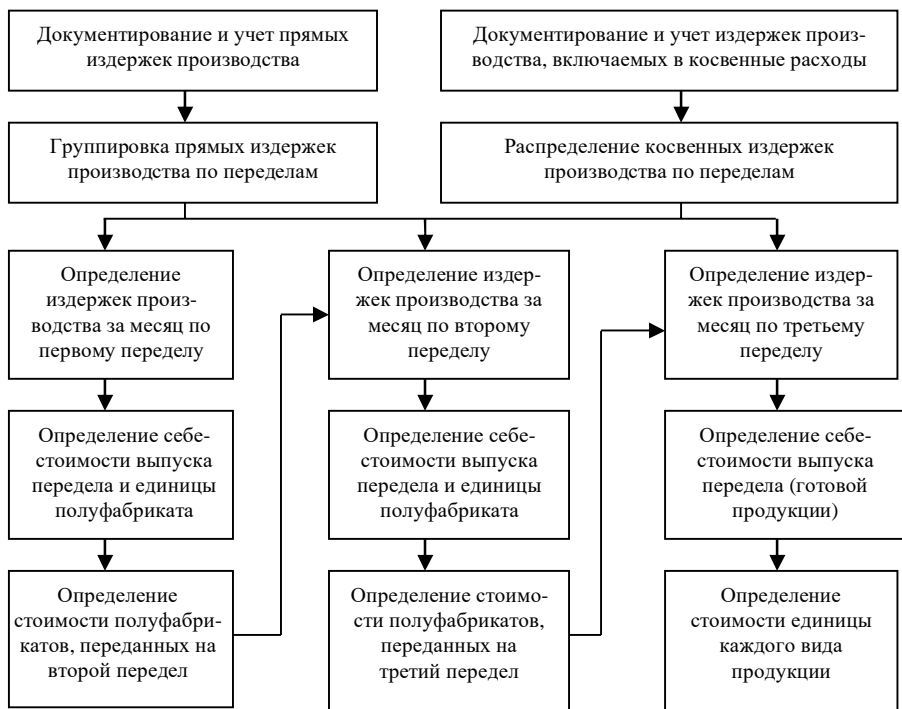 Документирование и учет прямых
издержек производства
Документирование и учет издержек произ-
водства, включаемых в косвенные расходы
Группировка прямых издержек
производства по переделам
Распределение косвенных издержек
производства по переделам
Определение
издержек произ-
водства за месяц по
первому переделу
Определение издер-
жек производства за
месяц по второму
переделу
Определение издер-
жек производства за
месяц по третьему
переделу
Определение себе-
стоимости выпуска
передела и единицы
полуфабриката
Определение себе-
стоимости выпуска
передела и единицы
полуфабриката
Определение себе-
стоимости выпуска
передела (готовой
продукции)
Определение
стоимости полуфабри-
катов, переданных на
второй передел
Определение стоимо-
сти полуфабрикатов,
переданных на
третий передел
Определение
стоимости единицы
каждого вида
продукции